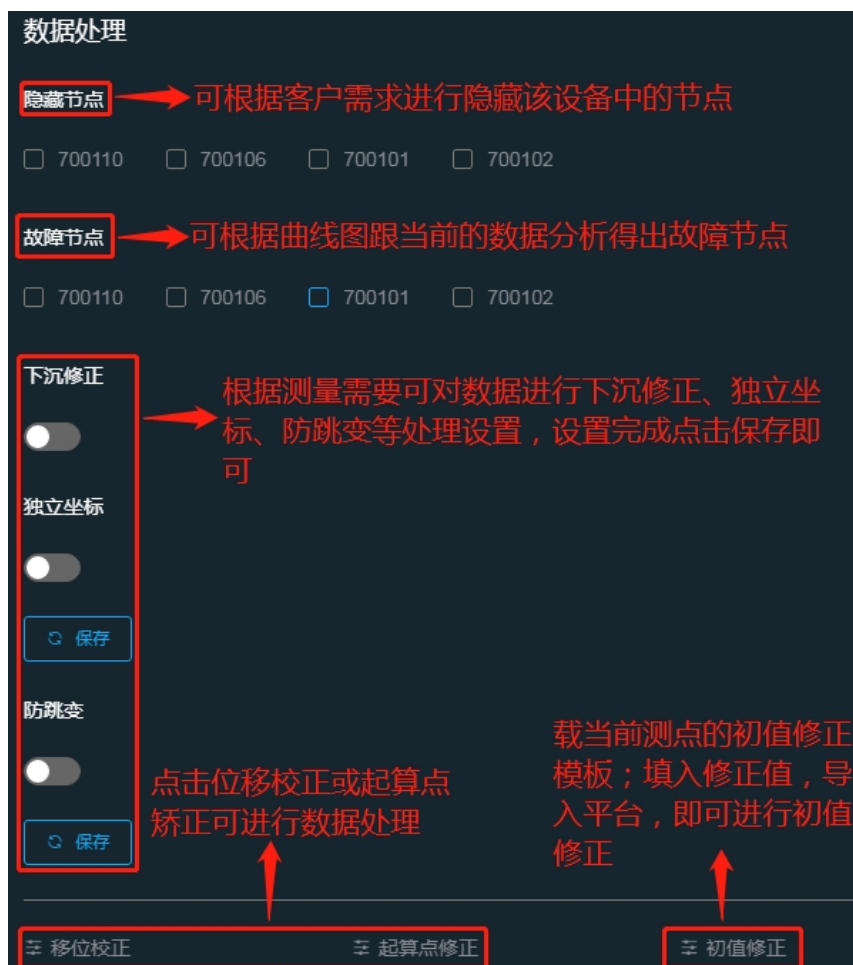 数据处理
隐藏节点 可根据客户需求进行隐藏该设备中的节点
700110 700106 700101 700102
故障节点 可根据曲线图跟当前的数据分析得出故障节点
700110 700106 700101 700102
下沉修正
根据测量需要可对数据进行下沉修正、独立坐
标、防跳变等处理设置，设置完成点击保存即
可
独立坐标
保存
防跳变
保存
点击位移校正或起算点
矫正可进行数据处理
载当前测点的初值修正
模板；填入修正值，导
入平台，即可进行初值
修正
移位校正 起算点修正 初值修正